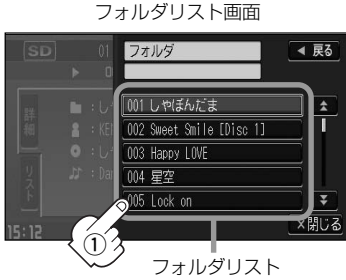 フォルダリスト画面
SD 01 フォルダ ◀ 戻る
詳細
001 しゃぼんだま
002 Sweet Smile [Disc 1]
003 Happy LOVE
004 星空
リスト
005 Lock on
15:12 ×閉じる
①
フォルダリスト